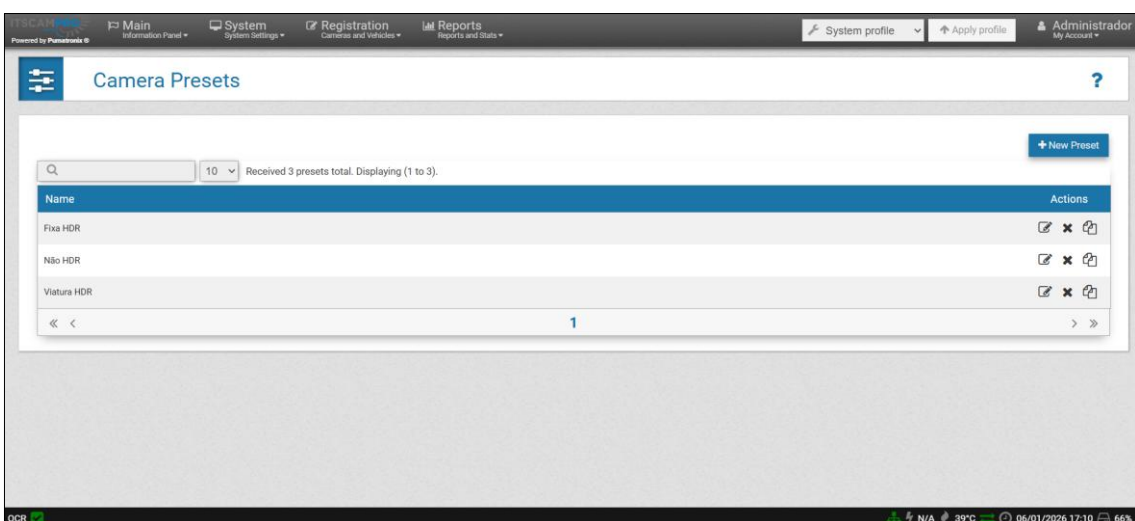 ITSCAMPRO
Powered by Pumatronix ®
Main
Information Panel
System
System Settings
Registration
Cameras and Vehicles
Reports
Reports and Stats
System profile
Apply profile
Administrador
My Account
Camera Presets
?
+ New Preset
10
Received 3 presets total. Displaying (1 to 3).
Name
Actions
Fixa HDR
Não HDR
Viatura HDR
« ‹ 1 › »
OCR
N/A 39°C 06/01/2026 17:10 66%